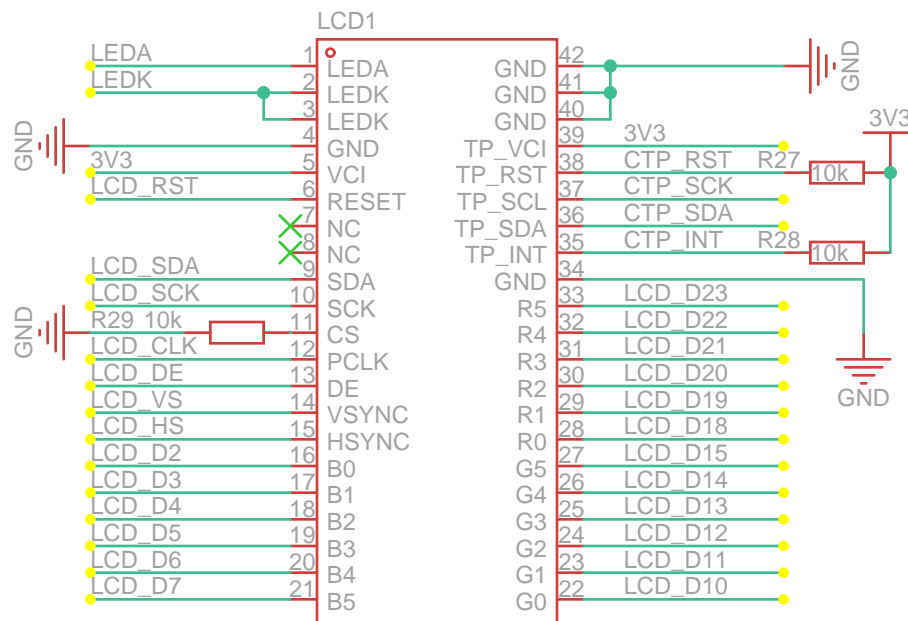 LCD1
LEDA 1 LEDA GND 42 GND
LEDK 2 LEDK GND 41
3 LEDK GND 40 3V3
GND 4 GND TP_VCI 39 3V3
3V3 5 VCI TP_RST 38 CTP_RST R27 10k
LCD_RST 6 RESET TP_SCL 37 CTP_SCK
7 NC TP_SDA 36 CTP_SDA
8 NC TP_INT 35 CTP_INT R28 10k
LCD_SDA 9 SDA GND 34
LCD_SCK 10 SCK R5 33 LCD_D23
GND R29 10k 11 CS R4 32 LCD_D22
LCD_CLK 12 PCLK R3 31 LCD_D21
LCD_DE 13 DE R2 30 LCD_D20 GND
LCD_VS 14 VSYNC R1 29 LCD_D19
LCD_HS 15 HSYNC R0 28 LCD_D18
LCD_D2 16 B0 G5 27 LCD_D15
LCD_D3 17 B1 G4 26 LCD_D14
LCD_D4 18 B2 G3 25 LCD_D13
LCD_D5 19 B3 G2 24 LCD_D12
LCD_D6 20 B4 G1 23 LCD_D11
LCD_D7 21 B5 G0 22 LCD_D10